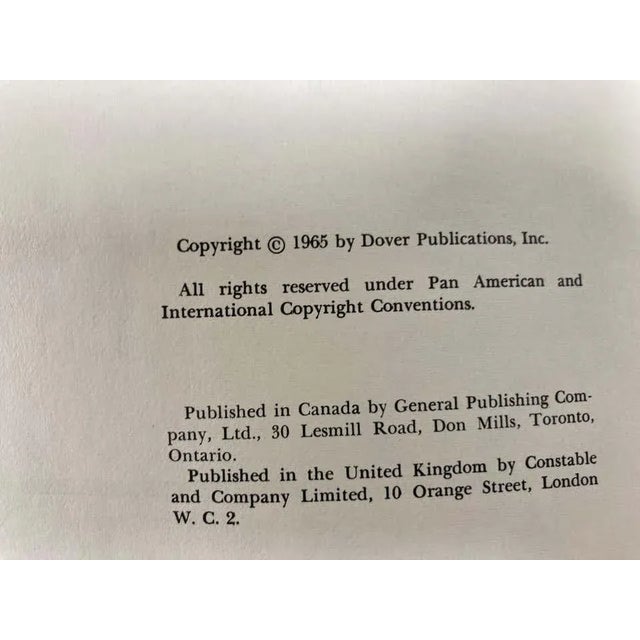 Copyright © 1965 by Dover Publications, Inc.
All rights reserved under Pan American and
International Copyright Conventions.
Published in Canada by General Publishing Com-
pany, Ltd., 30 Lesmill Road, Don Mills, Toronto,
Ontario.
Published in the United Kingdom by Constable
and Company Limited, 10 Orange Street, London
W. C. 2.